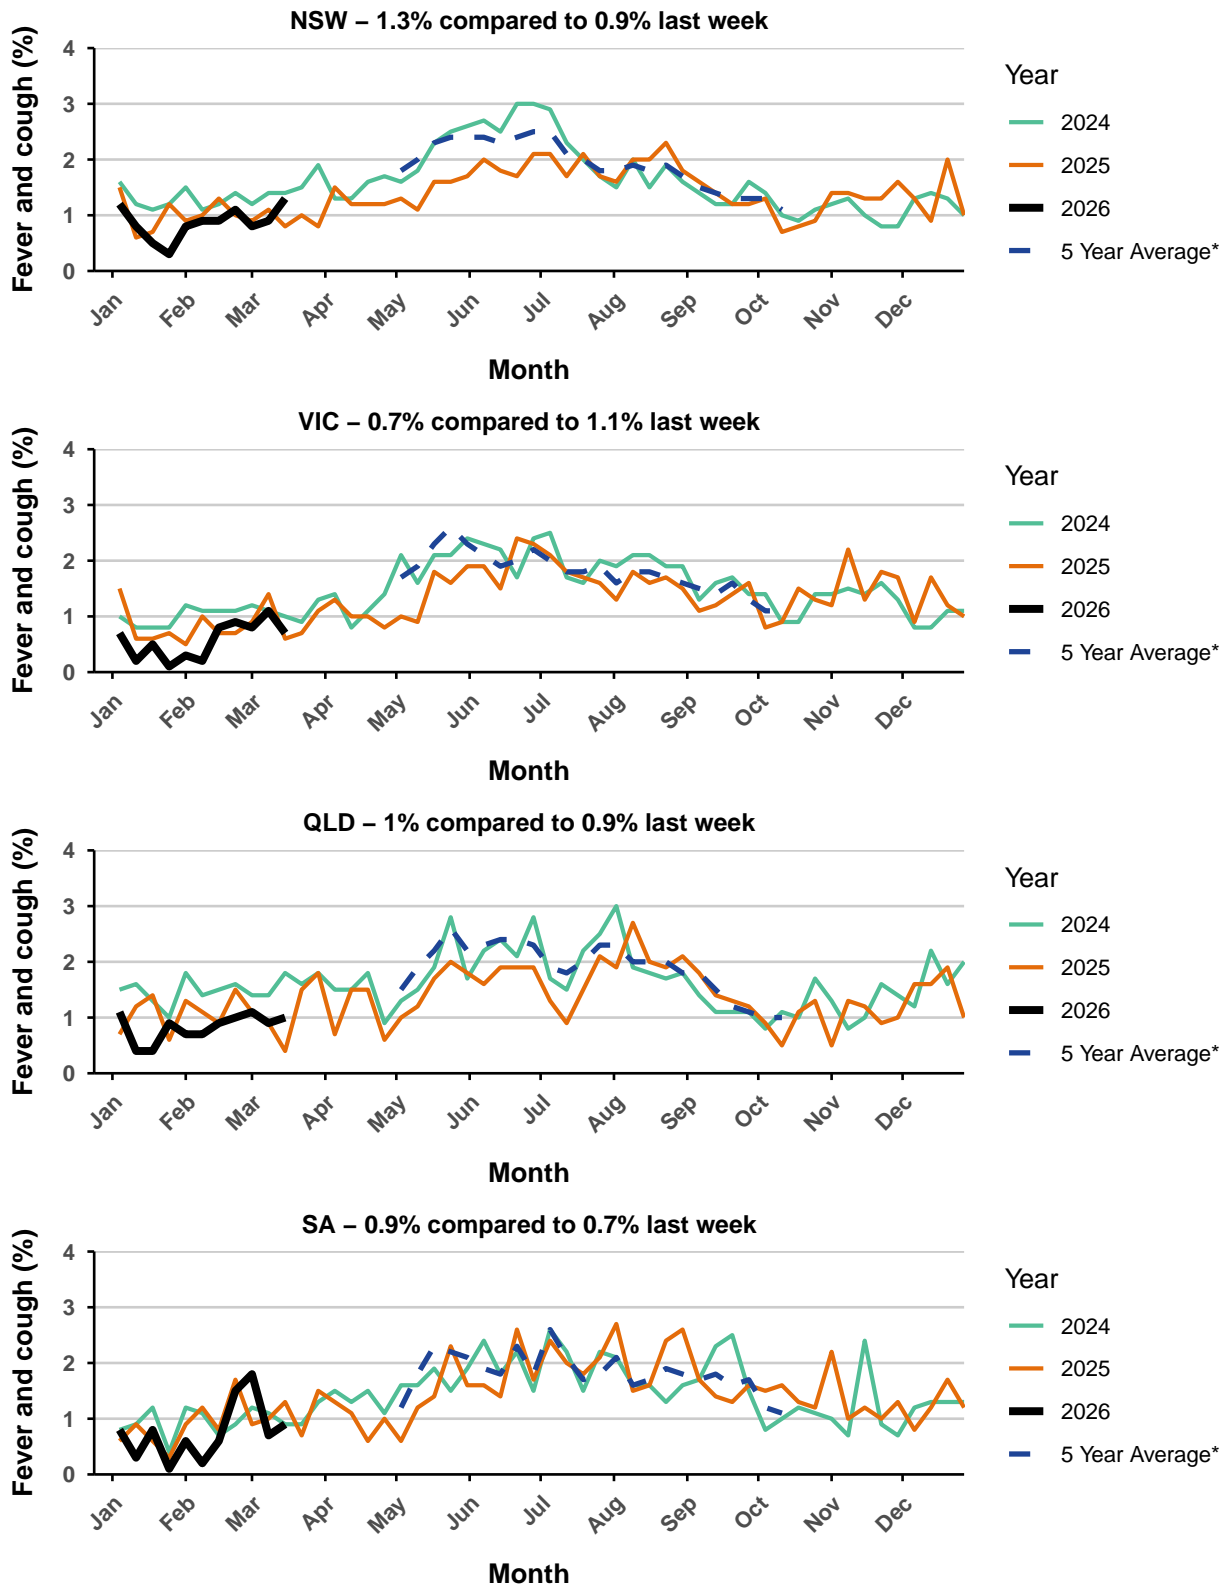 NSW – 1.3% compared to 0.9% last week
Fever and cough (%)
4
3
2
1
0
Jan
Feb
Mar
Apr
May
Jun
Jul
Aug
Sep
Oct
Nov
Dec
Month
Year
2024
2025
2026
5 Year Average*
VIC – 0.7% compared to 1.1% last week
Fever and cough (%)
4
3
2
1
0
Jan
Feb
Mar
Apr
May
Jun
Jul
Aug
Sep
Oct
Nov
Dec
Month
Year
2024
2025
2026
5 Year Average*
QLD – 1% compared to 0.9% last week
Fever and cough (%)
4
3
2
1
0
Jan
Feb
Mar
Apr
May
Jun
Jul
Aug
Sep
Oct
Nov
Dec
Month
Year
2024
2025
2026
5 Year Average*
SA – 0.9% compared to 0.7% last week
Fever and cough (%)
4
3
2
1
0
Jan
Feb
Mar
Apr
May
Jun
Jul
Aug
Sep
Oct
Nov
Dec
Month
Year
2024
2025
2026
5 Year Average*